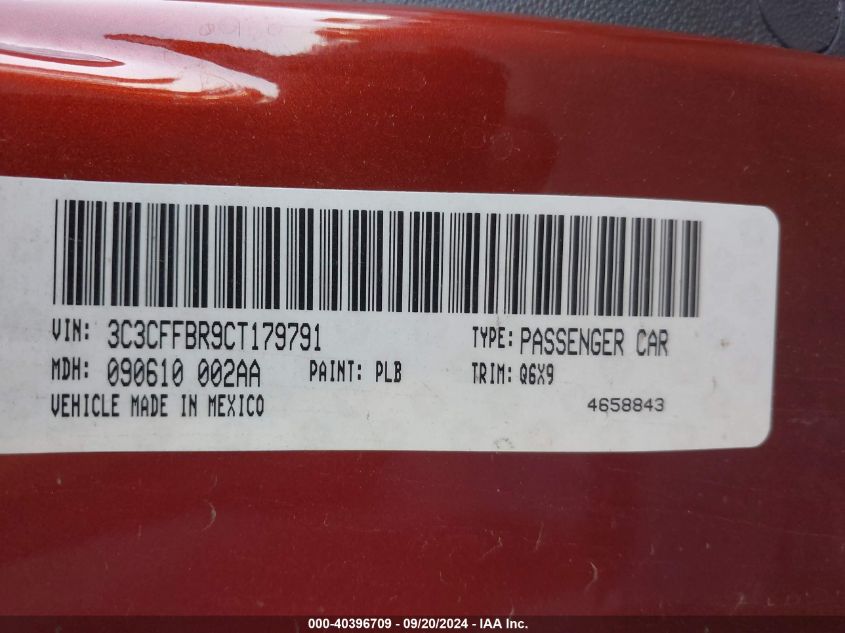 VIN: 3C3CFFBR9CT179791 TYPE: PASSENGER CAR
MDH: 090610 002AA PAINT: PLB TRIM: Q6X9
VEHICLE MADE IN MEXICO 4658843
000-40396709 - 09/20/2024 - IAA Inc.